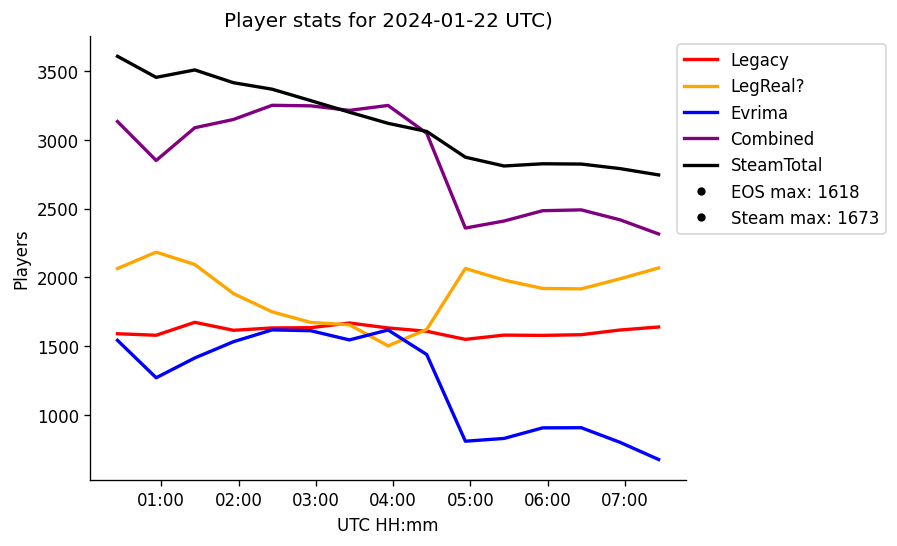 Player stats for 2024-01-22 UTC)
Legacy
LegReal?
Evrima
Combined
SteamTotal
EOS max: 1618
Steam max: 1673
Players
3500
3000
2500
2000
1500
1000
01:00 02:00 03:00 04:00 05:00 06:00 07:00
UTC HH:mm